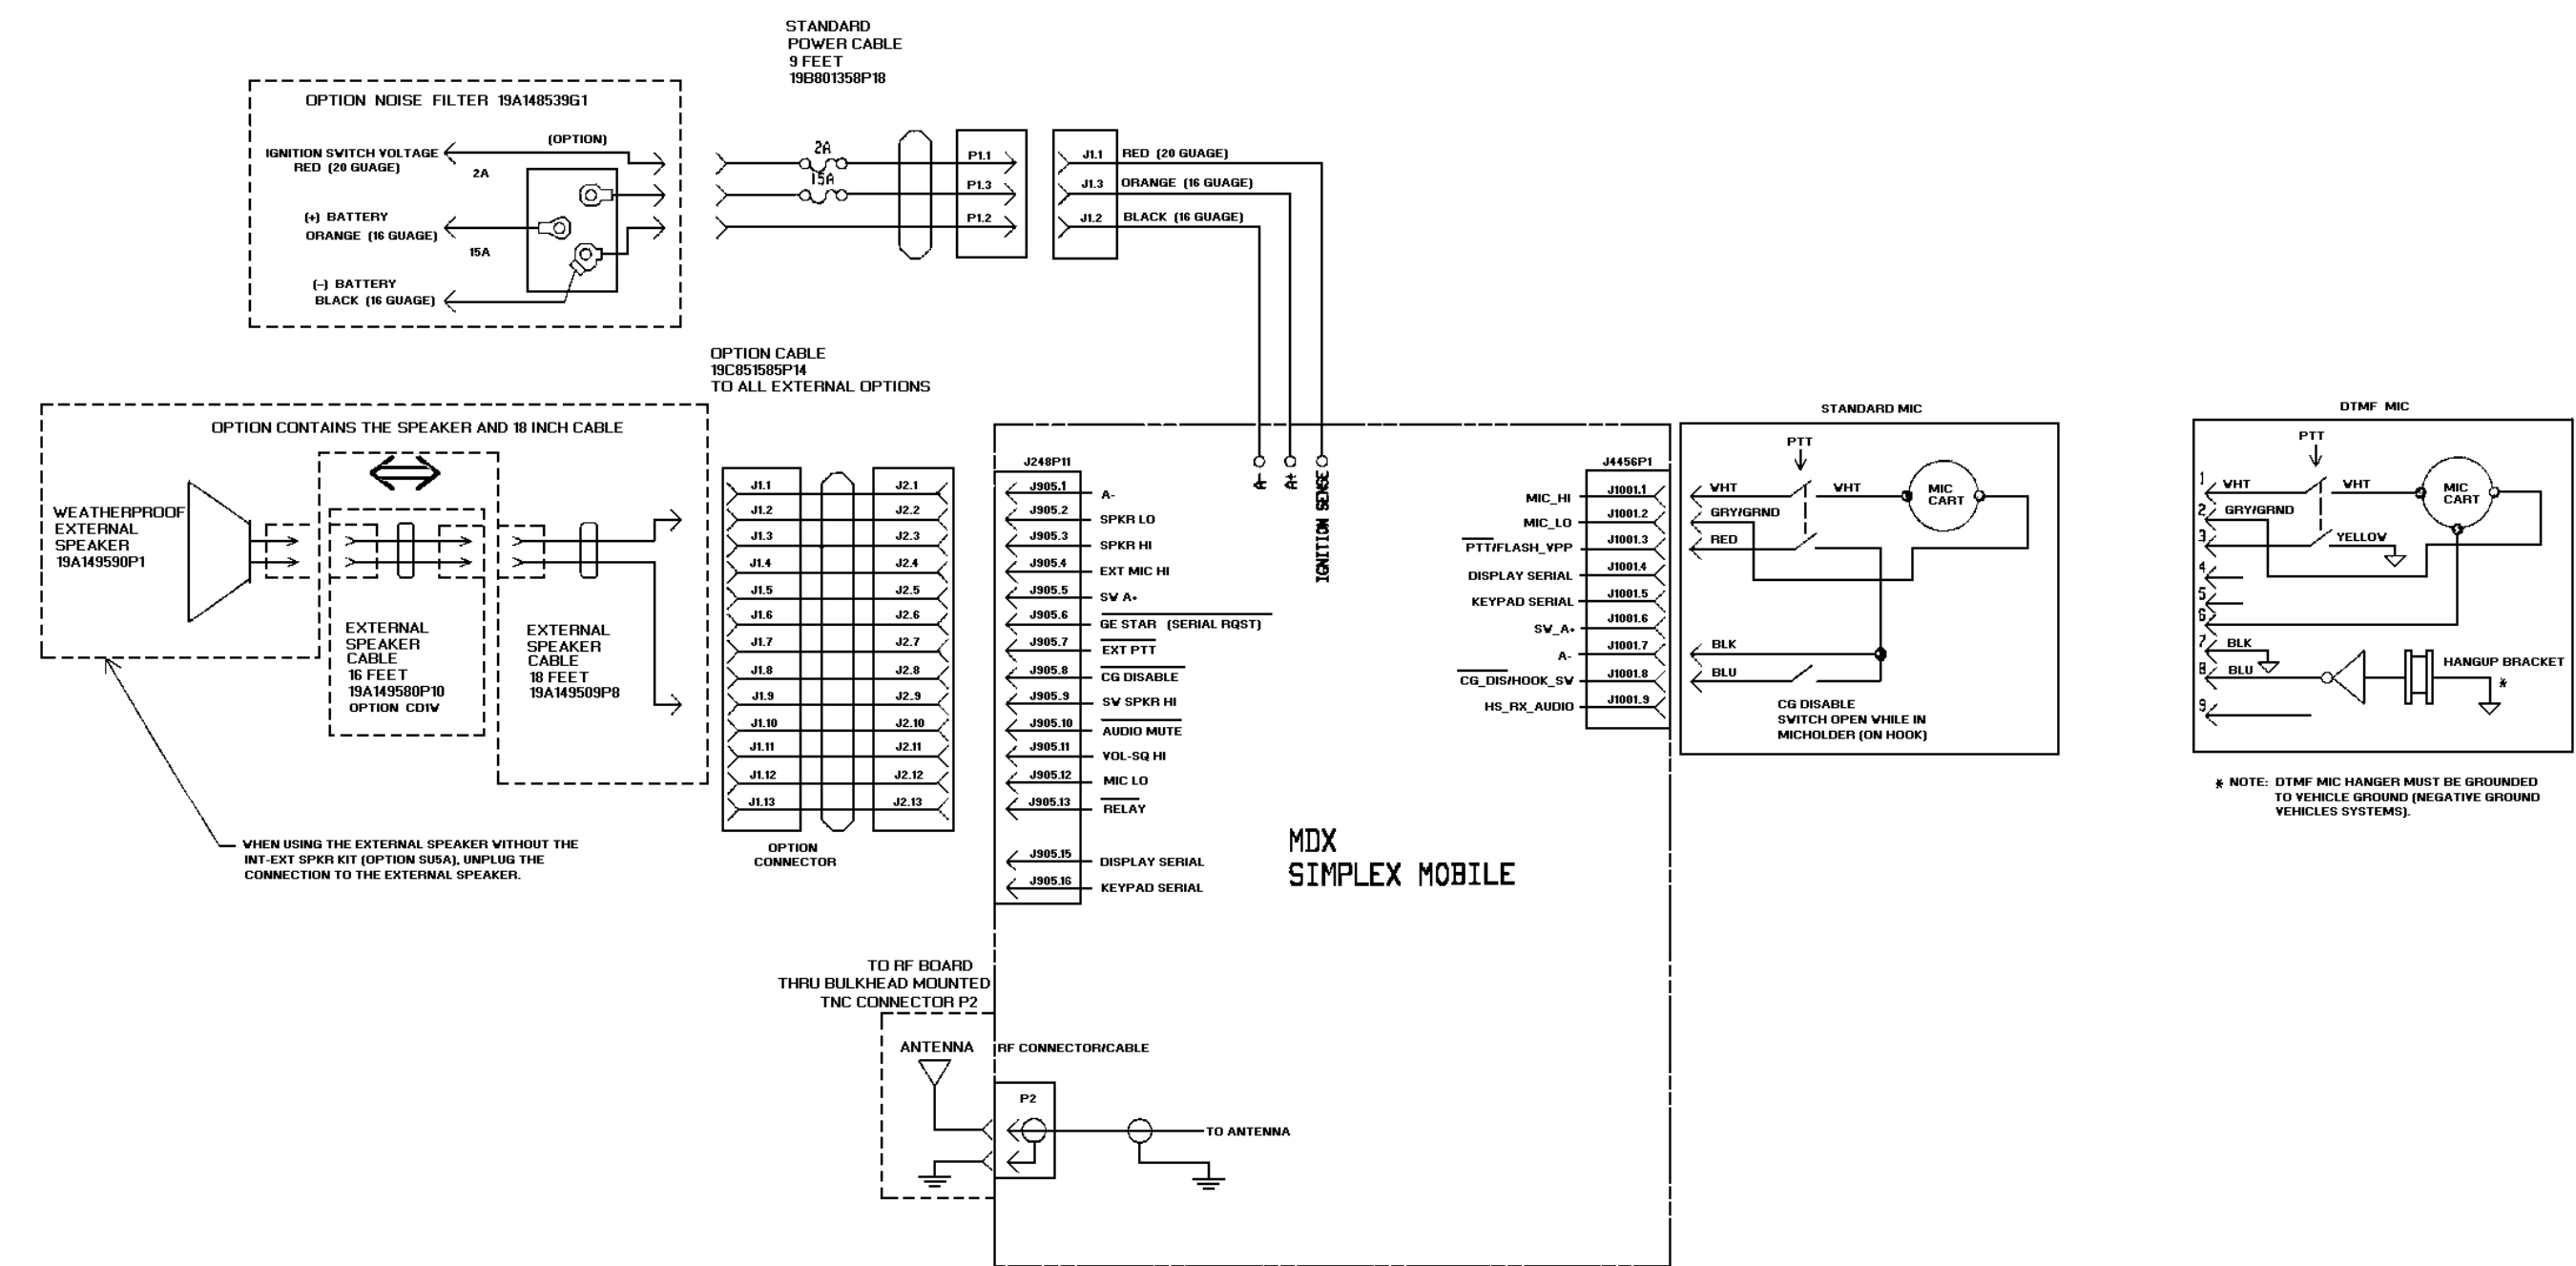 STANDARD
POWER CABLE
9 FEET
19B801358P18
OPTION NOISE FILTER 19A148539G1
(OPTION)
IGNITION SWITCH VOLTAGE
RED (20 GUAGE)
2A
(+) BATTERY
ORANGE (16 GUAGE)
15A
(-) BATTERY
BLACK (16 GUAGE)
2A
15A
P1.1
P1.3
P1.2
J1.1
J1.3
J1.2
RED (20 GUAGE)
ORANGE (16 GUAGE)
BLACK (16 GUAGE)
OPTION CABLE
19C851585P14
TO ALL EXTERNAL OPTIONS
OPTION CONTAINS THE SPEAKER AND 18 INCH CABLE
WEATHERPROOF
EXTERNAL
SPEAKER
19A149590P1
EXTERNAL
SPEAKER
CABLE
16 FEET
19A149580P10
OPTION CD1W
EXTERNAL
SPEAKER
CABLE
18 FEET
19A149509P8
WHEN USING THE EXTERNAL SPEAKER WITHOUT THE
INT-EXT SPKR KIT (OPTION SU5A), UNPLUG THE
CONNECTION TO THE EXTERNAL SPEAKER.
J1.1
J1.2
J1.3
J1.4
J1.5
J1.6
J1.7
J1.8
J1.9
J1.10
J1.11
J1.12
J1.13
J2.1
J2.2
J2.3
J2.4
J2.5
J2.6
J2.7
J2.8
J2.9
J2.10
J2.11
J2.12
J2.13
OPTION
CONNECTOR
J248P11
J905.1 A-
J905.2 SPKR LO
J905.3 SPKR HI
J905.4 EXT MIC HI
J905.5 SW A+
J905.6 GE STAR (SERIAL RQST)
J905.7 EXT PTT
J905.8 CG DISABLE
J905.9 SW SPKR HI
J905.10 AUDIO MUTE
J905.11 VOL-SQ HI
J905.12 MIC LO
J905.13 RELAY
J905.15 DISPLAY SERIAL
J905.16 KEYPAD SERIAL
A-
A+
IGNITION SENSE
MDX
SIMPLEX MOBILE
J4456P1
MIC_HI J1001.1
MIC_LO J1001.2
PTT/FLASH_VPP J1001.3
DISPLAY SERIAL J1001.4
KEYPAD SERIAL J1001.5
SW_A+ J1001.6
A- J1001.7
CG_DIS/HOOK_SW J1001.8
HS_RX_AUDIO J1001.9
STANDARD MIC
PTT
WHT
WHT
MIC
CART
GRY/GRND
RED
BLK
BLU
CG DISABLE
SWITCH OPEN WHILE IN
MICHOLDER (ON HOOK)
DTMF MIC
PTT
1 WHT
WHT
MIC
CART
2 GRY/GRND
3
YELLOW
4
5
6
7 BLK
8 BLU
HANGUP BRACKET
*
9
* NOTE: DTMF MIC HANGER MUST BE GROUNDED
TO VEHICLE GROUND (NEGATIVE GROUND
VEHICLES SYSTEMS).
TO RF BOARD
THRU BULKHEAD MOUNTED
TNC CONNECTOR P2
ANTENNA
RF CONNECTOR/CABLE
P2
TO ANTENNA